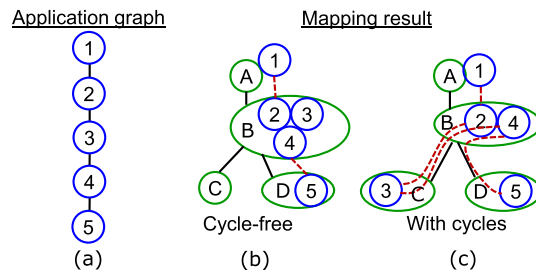 Application graph
Mapping result
1
2
3
4
5
(a)
A
1
2
3
B
4
C
D
5
Cycle-free
(b)
A
1
B
2
4
3
C
D
5
With cycles
(c)